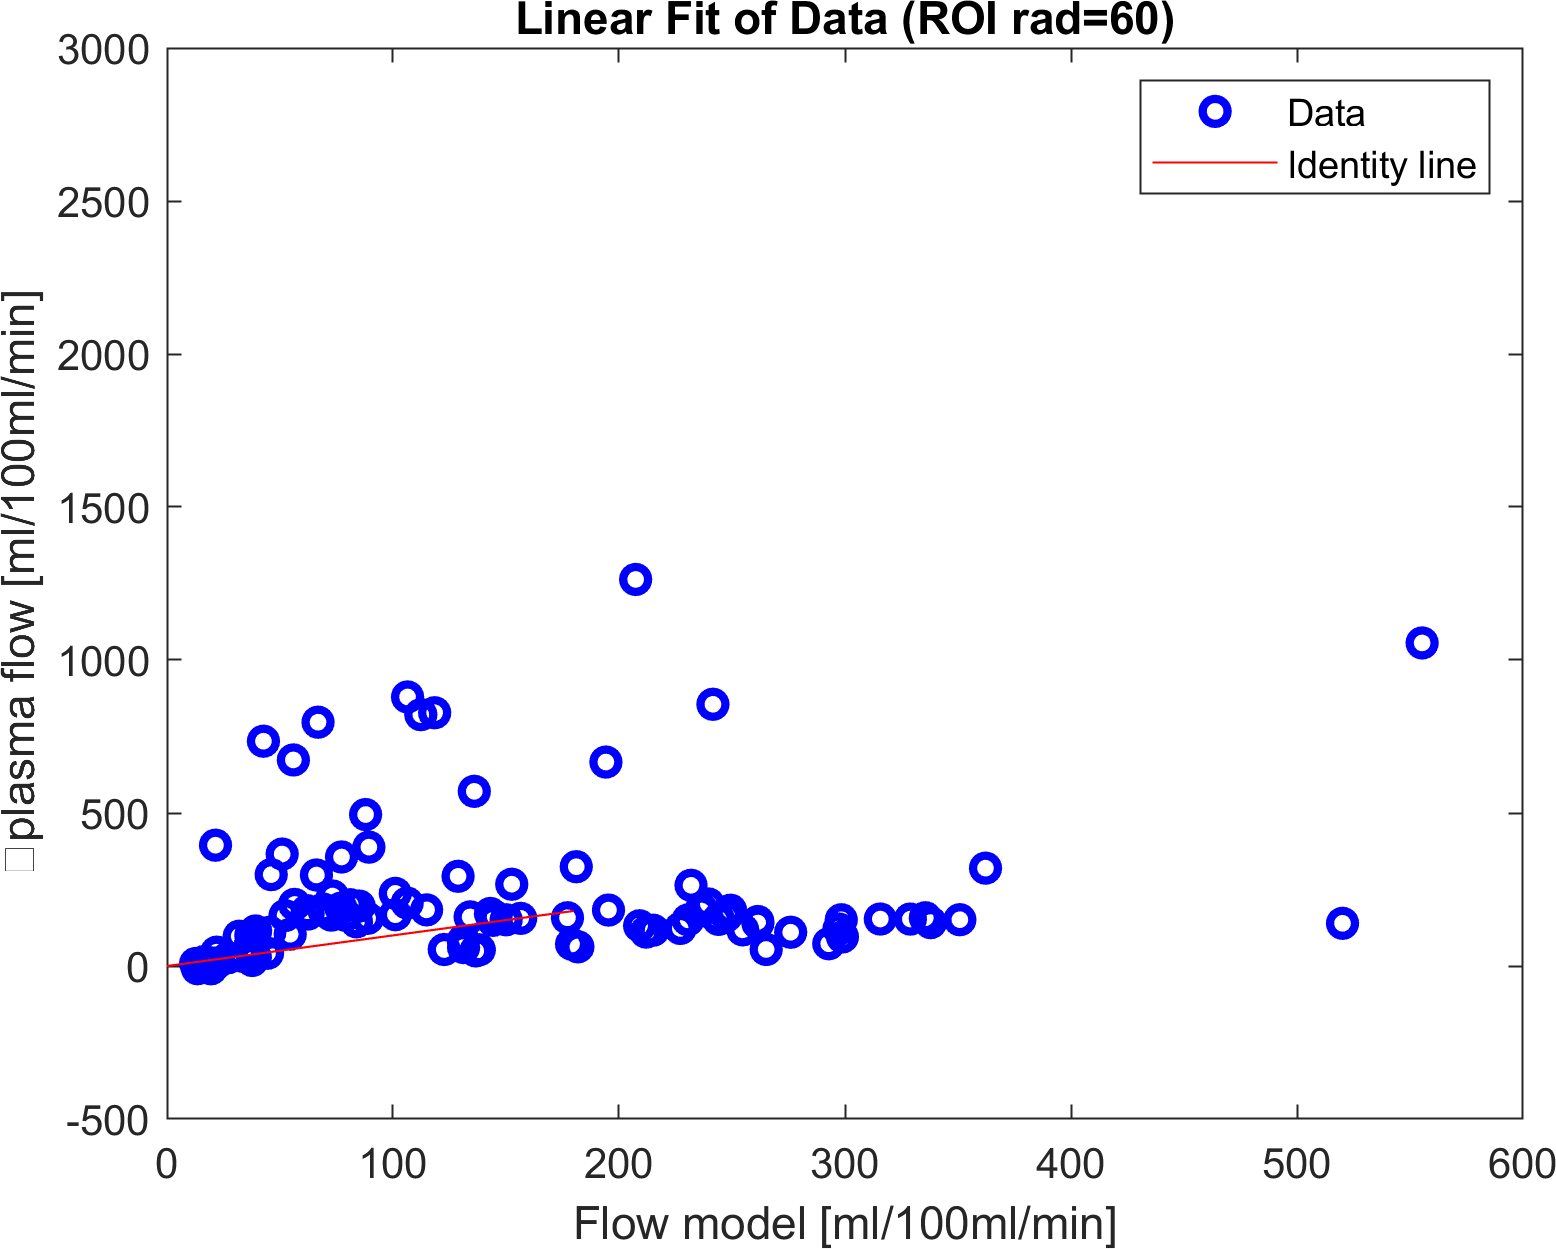 Linear Fit of Data (ROI rad=60)
Data
Identity line
3000
2500
2000
1500
1000
500
0
-500
□plasma flow [ml/100ml/min]
0 100 200 300 400 500 600
Flow model [ml/100ml/min]